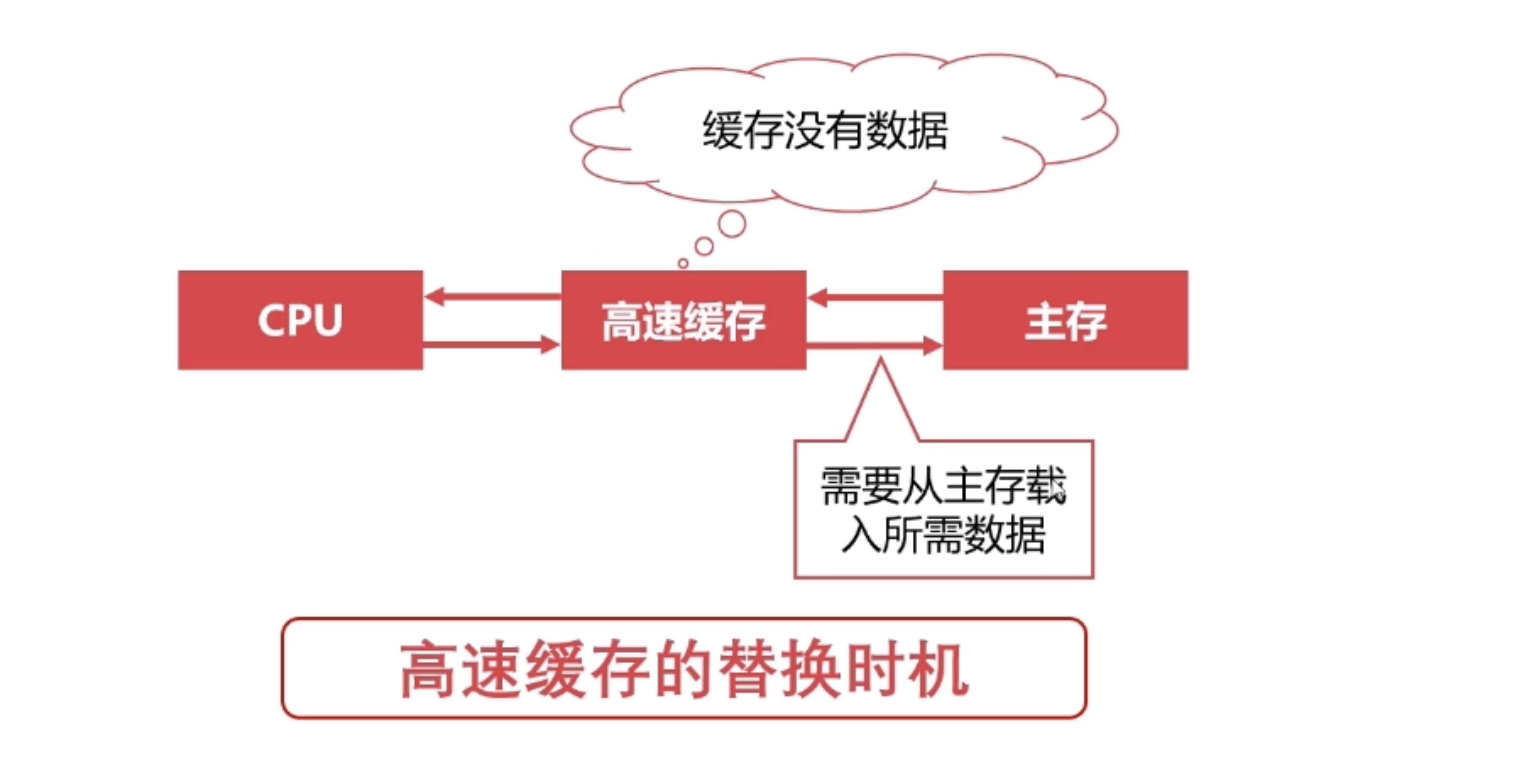 缓存没有数据
CPU
高速缓存
主存
需要从主存载
入所需数据
高速缓存的替换时机